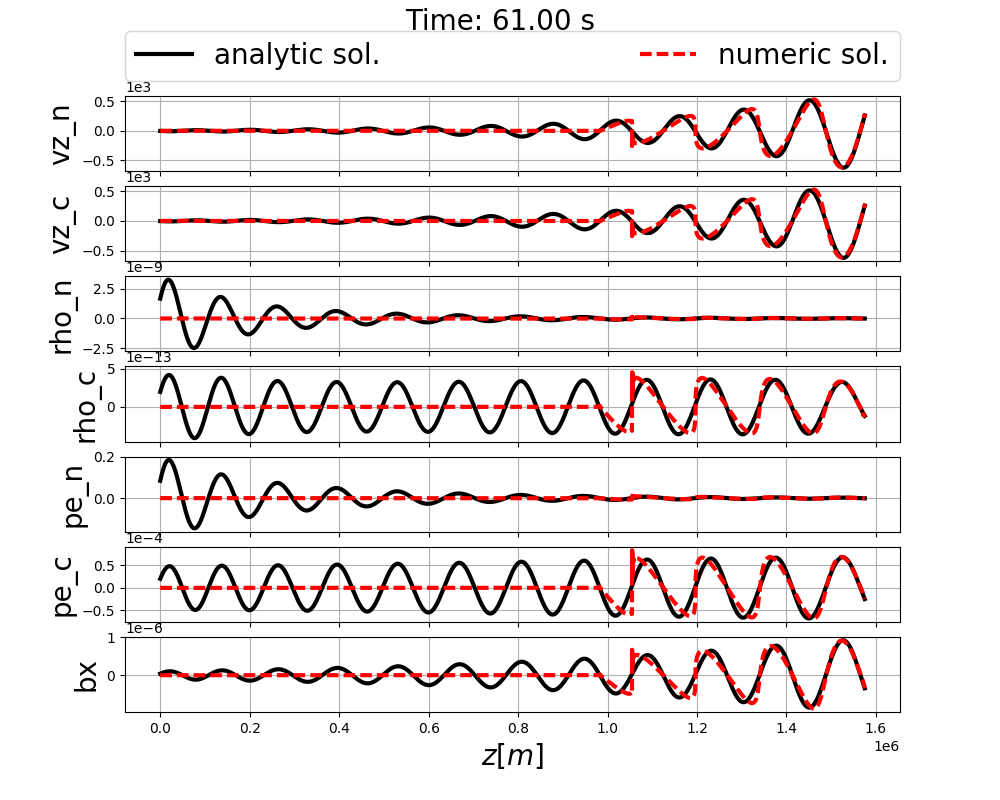 Time: 61.00 s
analytic sol. numeric sol.
1e3
vz_n
0.5
0.0
−0.5
1e3
vz_c
0.5
0.0
−0.5
1e−9
rho_n
2.5
0.0
−2.5
1e−13
rho_c
5
0
pe_n
0.2
0.0
1e−4
pe_c
0.5
0.0
−0.5
1e−6
bx
1
0
0.0 0.2 0.4 0.6 0.8 1.0 1.2 1.4 1.6
1e6
z[m]